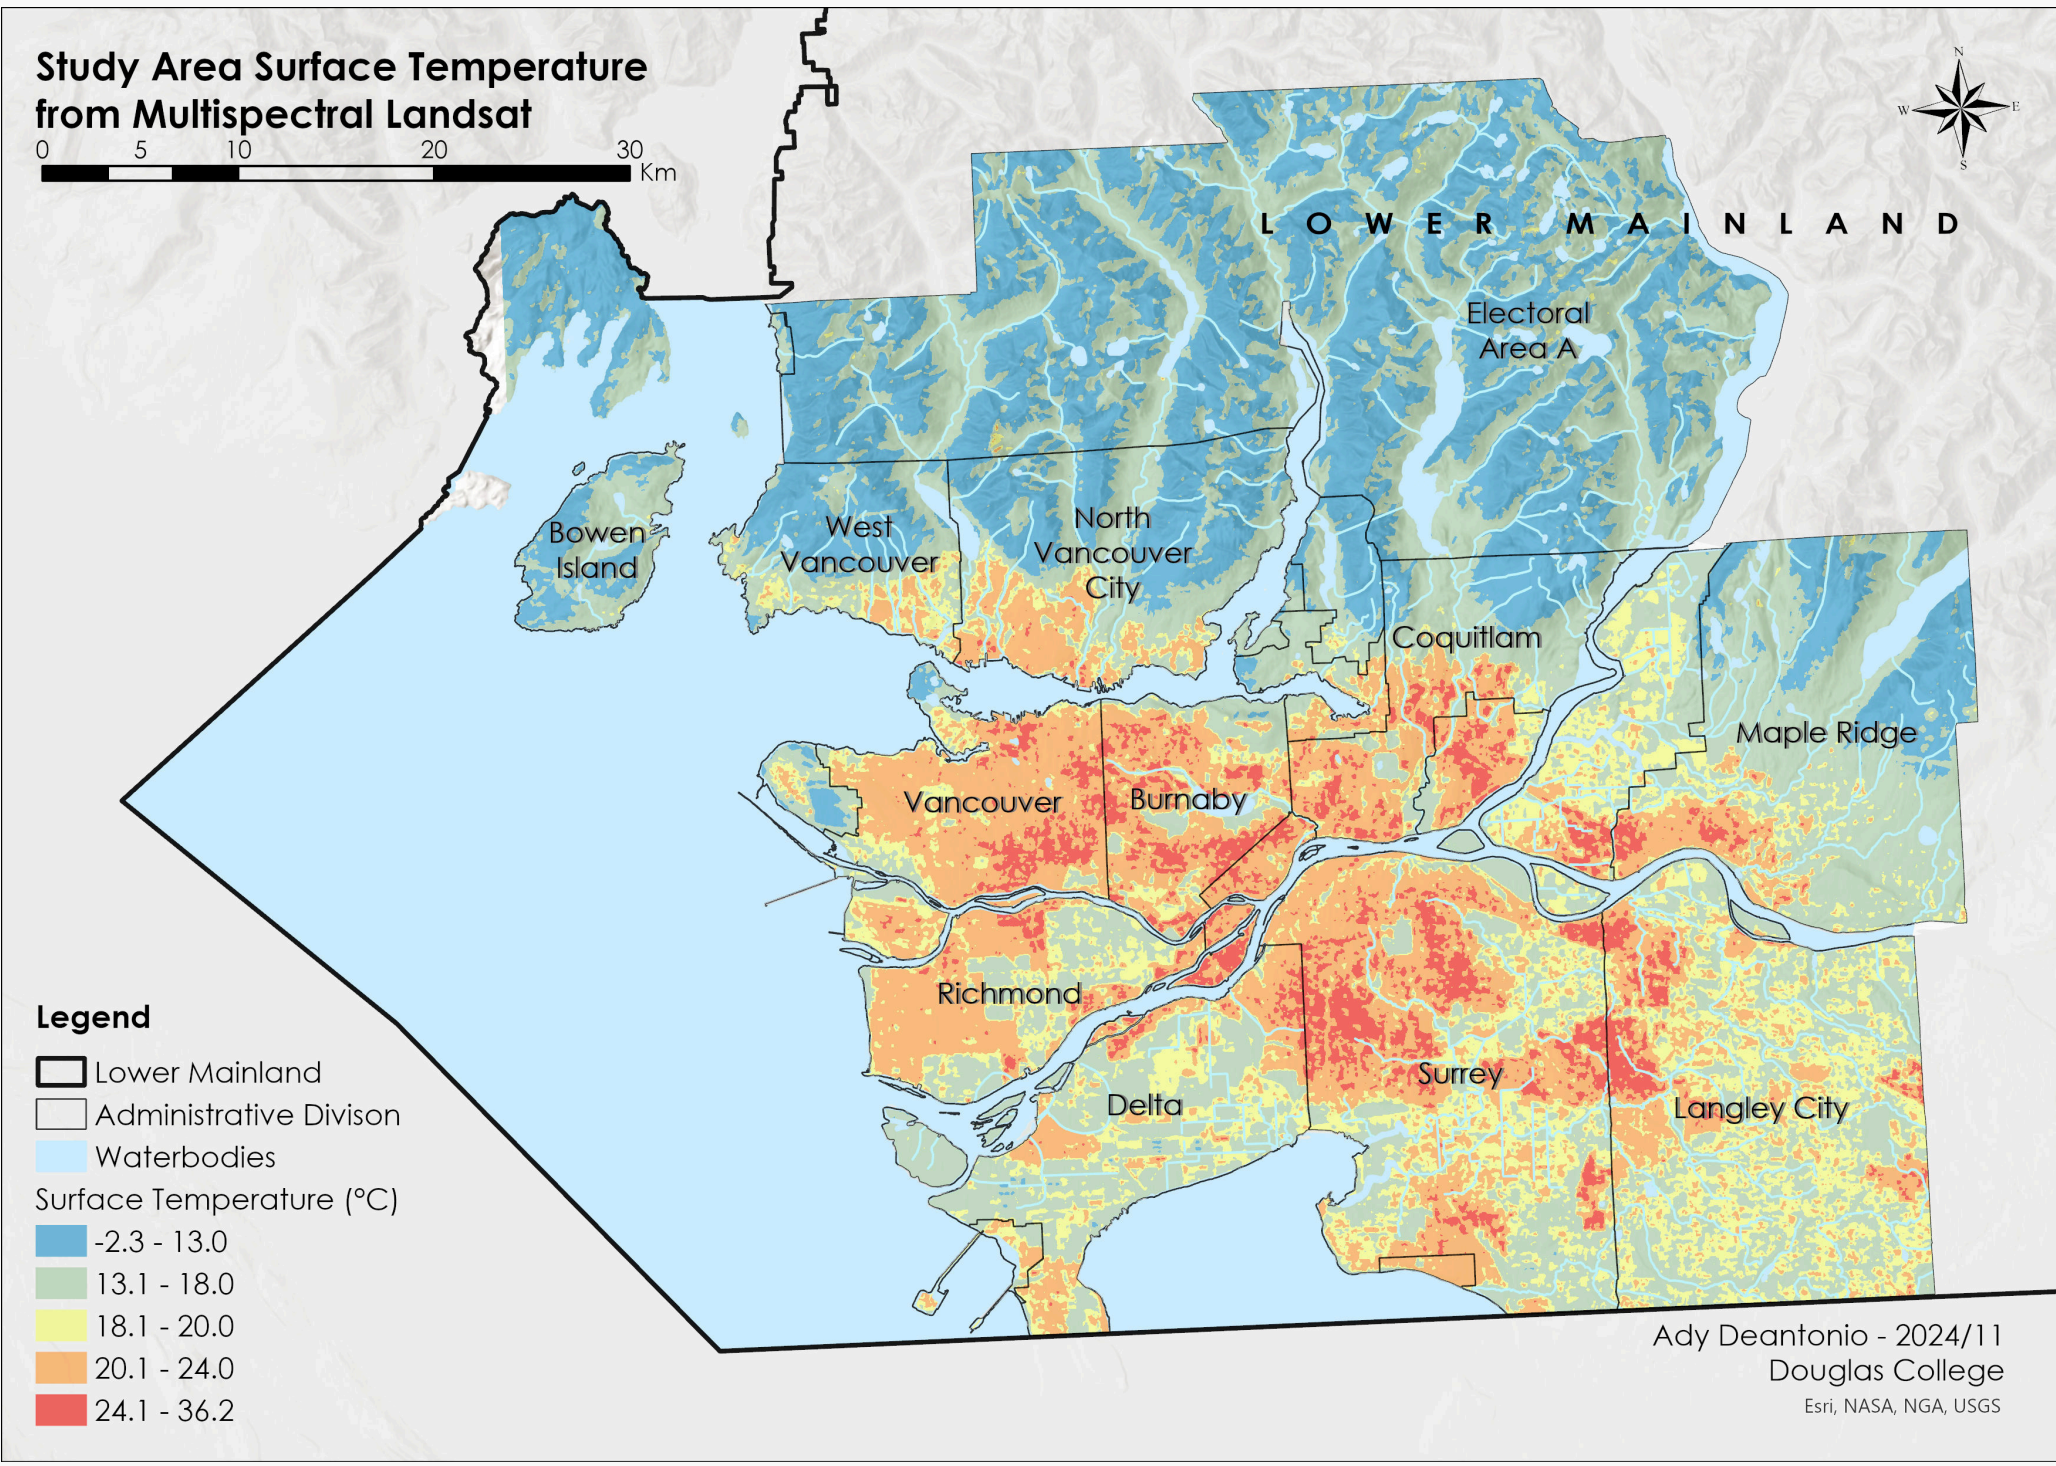 Study Area Surface Temperature
from Multispectral Landsat
0 5 10 20 30
Km
N
W E
S
LOWER MAINLAND
Electoral
Area A
Bowen
Island
West
Vancouver
North
Vancouver
City
Coquitlam
Maple Ridge
Vancouver
Burnaby
Richmond
Delta
Surrey
Langley City
Legend
Lower Mainland
Administrative Divison
Waterbodies
Surface Temperature (°C)
-2.3 - 13.0
13.1 - 18.0
18.1 - 20.0
20.1 - 24.0
24.1 - 36.2
Ady Deantonio - 2024/11
Douglas College
Esri, NASA, NGA, USGS